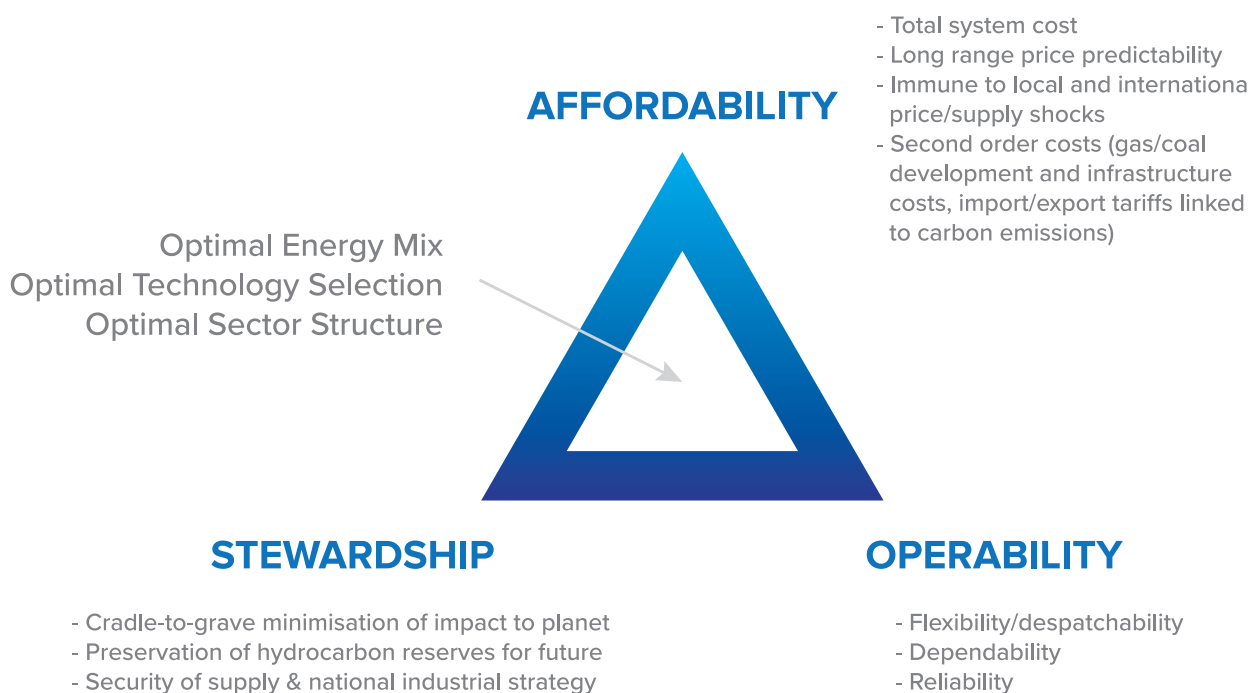 - Total system cost
- Long range price predictability
- Immune to local and internationa
price/supply shocks
- Second order costs (gas/coal
development and infrastructure
costs, import/export tariffs linked
to carbon emissions)
AFFORDABILITY
Optimal Energy Mix
Optimal Technology Selection
Optimal Sector Structure
STEWARDSHIP
- Cradle-to-grave minimisation of impact to planet
- Preservation of hydrocarbon reserves for future
- Security of supply & national industrial strategy
OPERABILITY
- Flexibility/despatchability
- Dependability
- Reliability